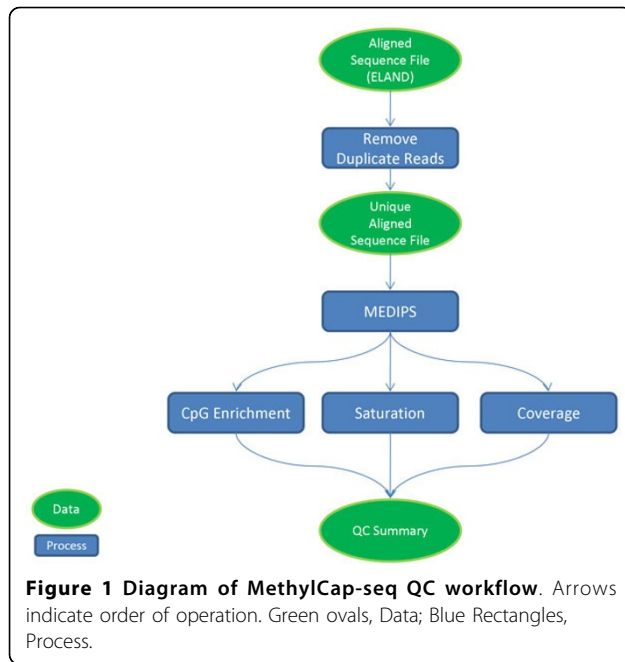 Aligned
Sequence File
(ELAND)
Remove
Duplicate Reads
Unique
Aligned
Sequence File
MEDIPS
CpG Enrichment
Saturation
Coverage
QC Summary
Data
Process
Figure 1 Diagram of MethylCap-seq QC workflow. Arrows
indicate order of operation. Green ovals, Data; Blue Rectangles,
Process.